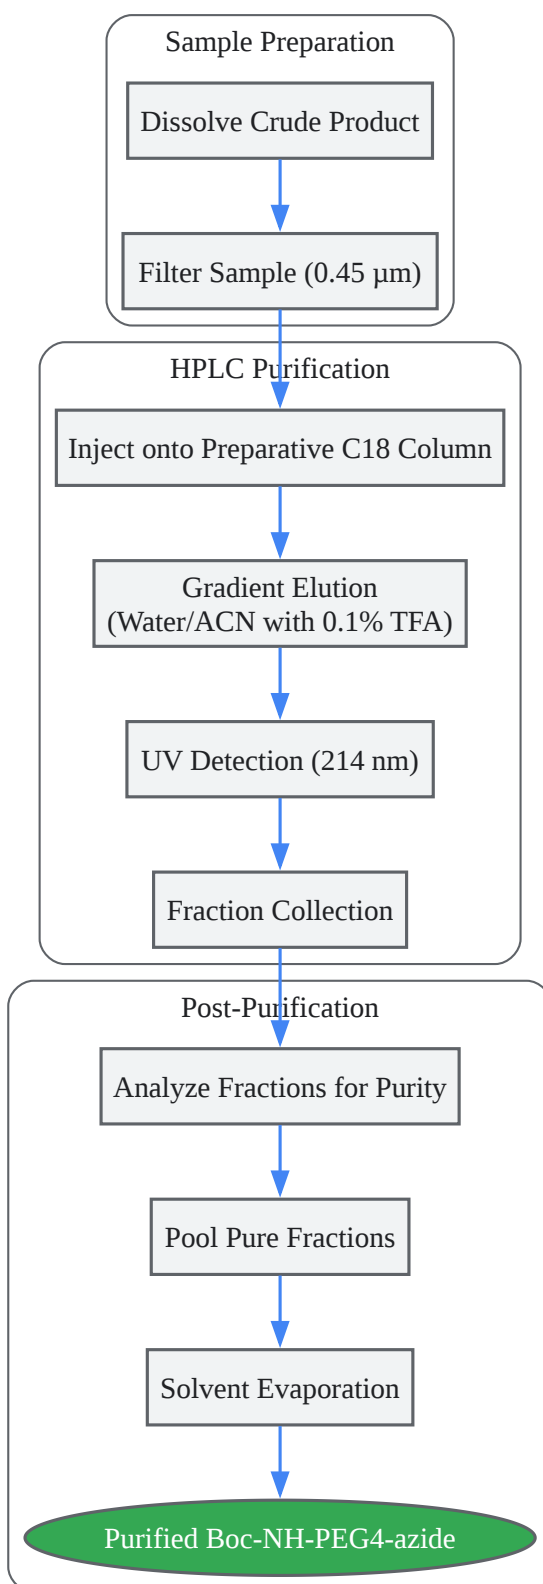 Sample Preparation
Dissolve Crude Product
Filter Sample (0.45 µm)
HPLC Purification
Inject onto Preparative C18 Column
Gradient Elution
(Water/ACN with 0.1% TFA)
UV Detection (214 nm)
Fraction Collection
Post-Purification
Analyze Fractions for Purity
Pool Pure Fractions
Solvent Evaporation
Purified Boc-NH-PEG4-azide